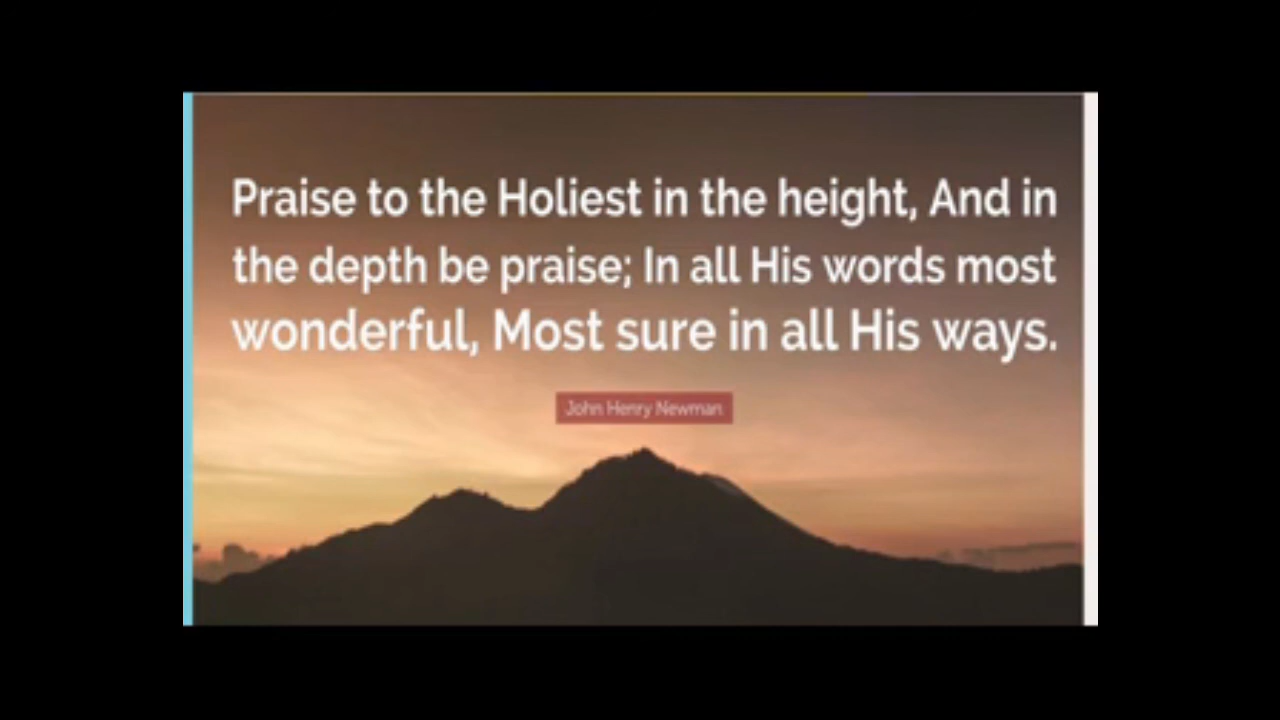 Praise to the Holiest in the height, And in
the depth be praise; In all His words most
wonderful, Most sure in all His ways.
John Henry Newman